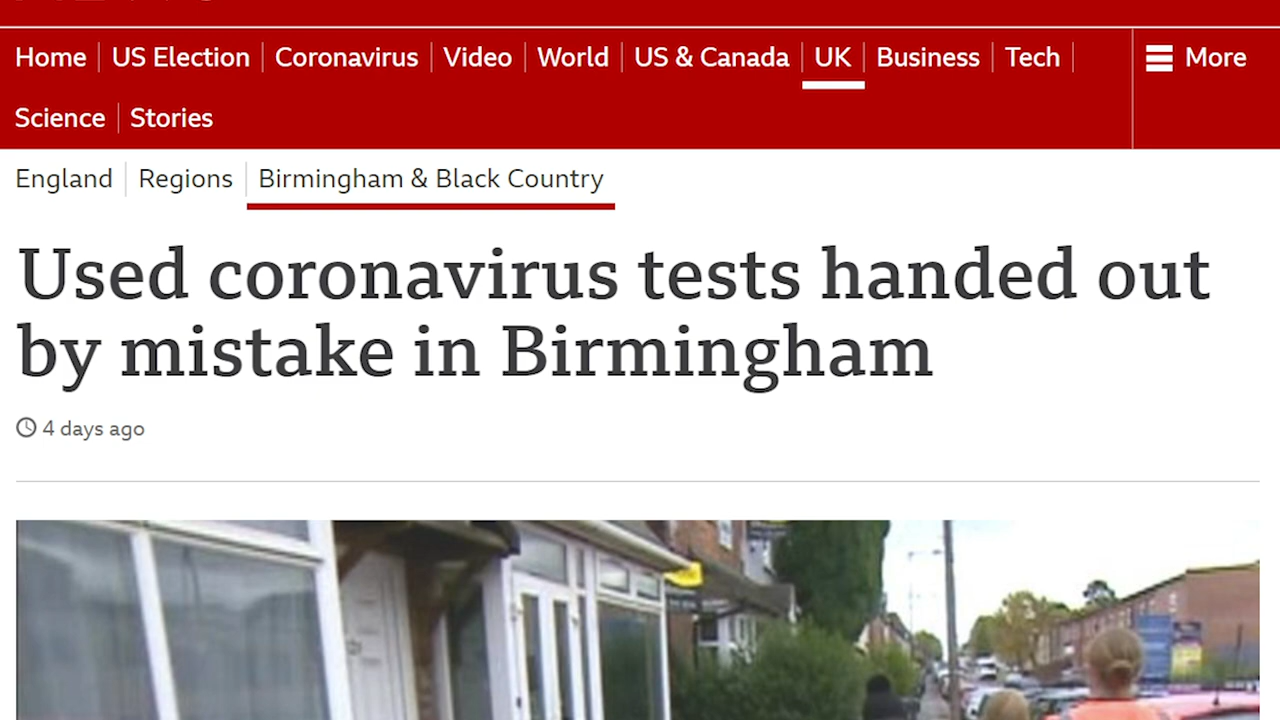 Home US Election Coronavirus Video World US & Canada UK Business Tech More
Science Stories
England Regions Birmingham & Black Country
Used coronavirus tests handed out
by mistake in Birmingham
4 days ago